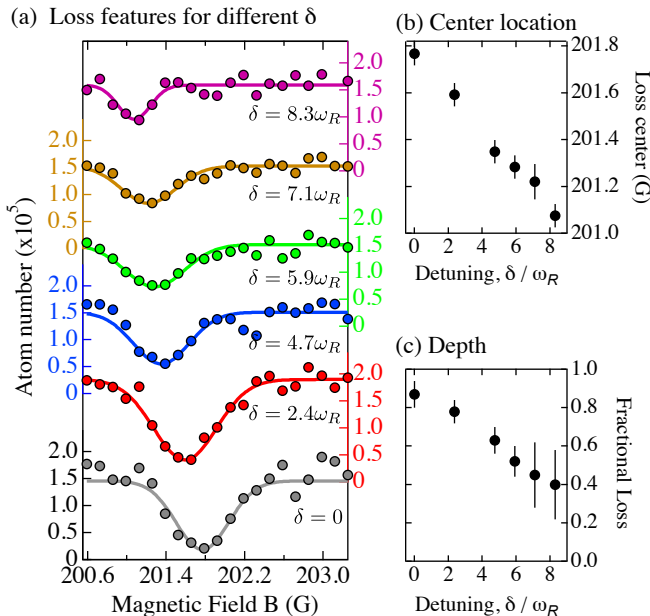 (a) Loss features for different δ
2.0
1.5
1.0
0.5
0
δ = 8.3ω_R
2.0
1.5
1.0
0.5
0
δ = 7.1ω_R
2.0
1.5
1.0
0.5
0
δ = 5.9ω_R
2.0
1.5
1.0
0.5
0
δ = 4.7ω_R
2.0
1.5
1.0
0.5
0
δ = 2.4ω_R
2.0
1.5
1.0
0.5
0
δ = 0
Atom number (x10⁵)
200.6 201.4 202.2 203.0
Magnetic Field B (G)
(b) Center location
201.8
201.6
201.4
201.2
201.0
Loss center (G)
0 2 4 6 8
Detuning, δ / ω_R
(c) Depth
1.0
0.8
0.6
0.4
0.2
0
Fractional Loss
0 2 4 6 8
Detuning, δ / ω_R